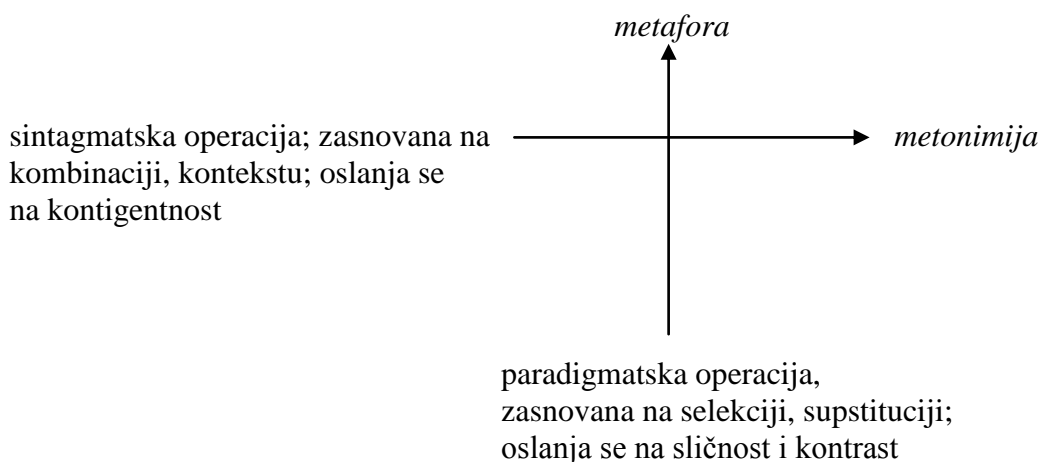 metafora
sintagmatska operacija; zasnovana na
kombinaciji, kontekstu; oslanja se
na kontigentnost
metonimija
paradigmatska operacija,
zasnovana na selekciji, supstituciji;
oslanja se na sličnost i kontrast